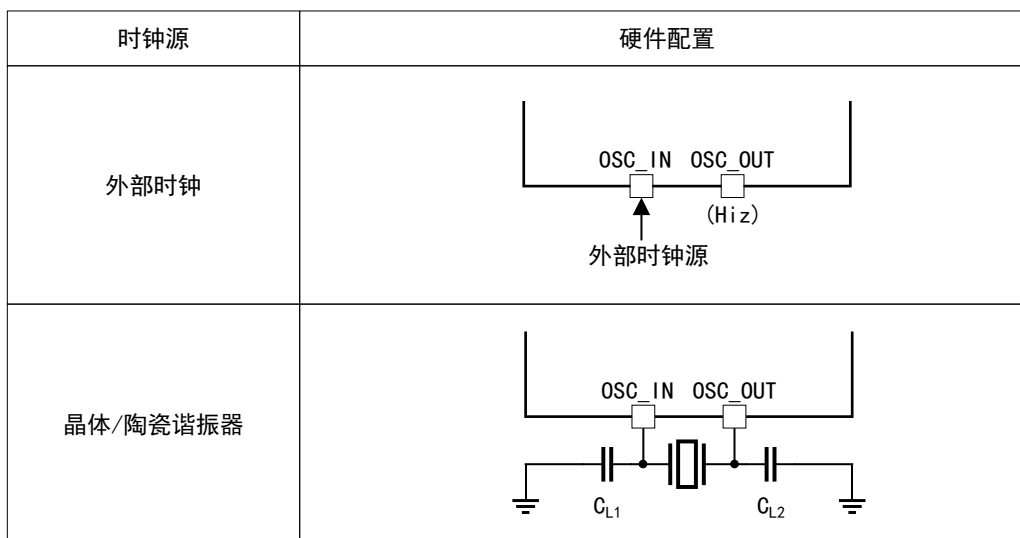 时钟源
硬件配置
外部时钟
OSC_IN OSC_OUT
(Hiz)
外部时钟源
晶体/陶瓷谐振器
OSC_IN OSC_OUT
CL1
CL2